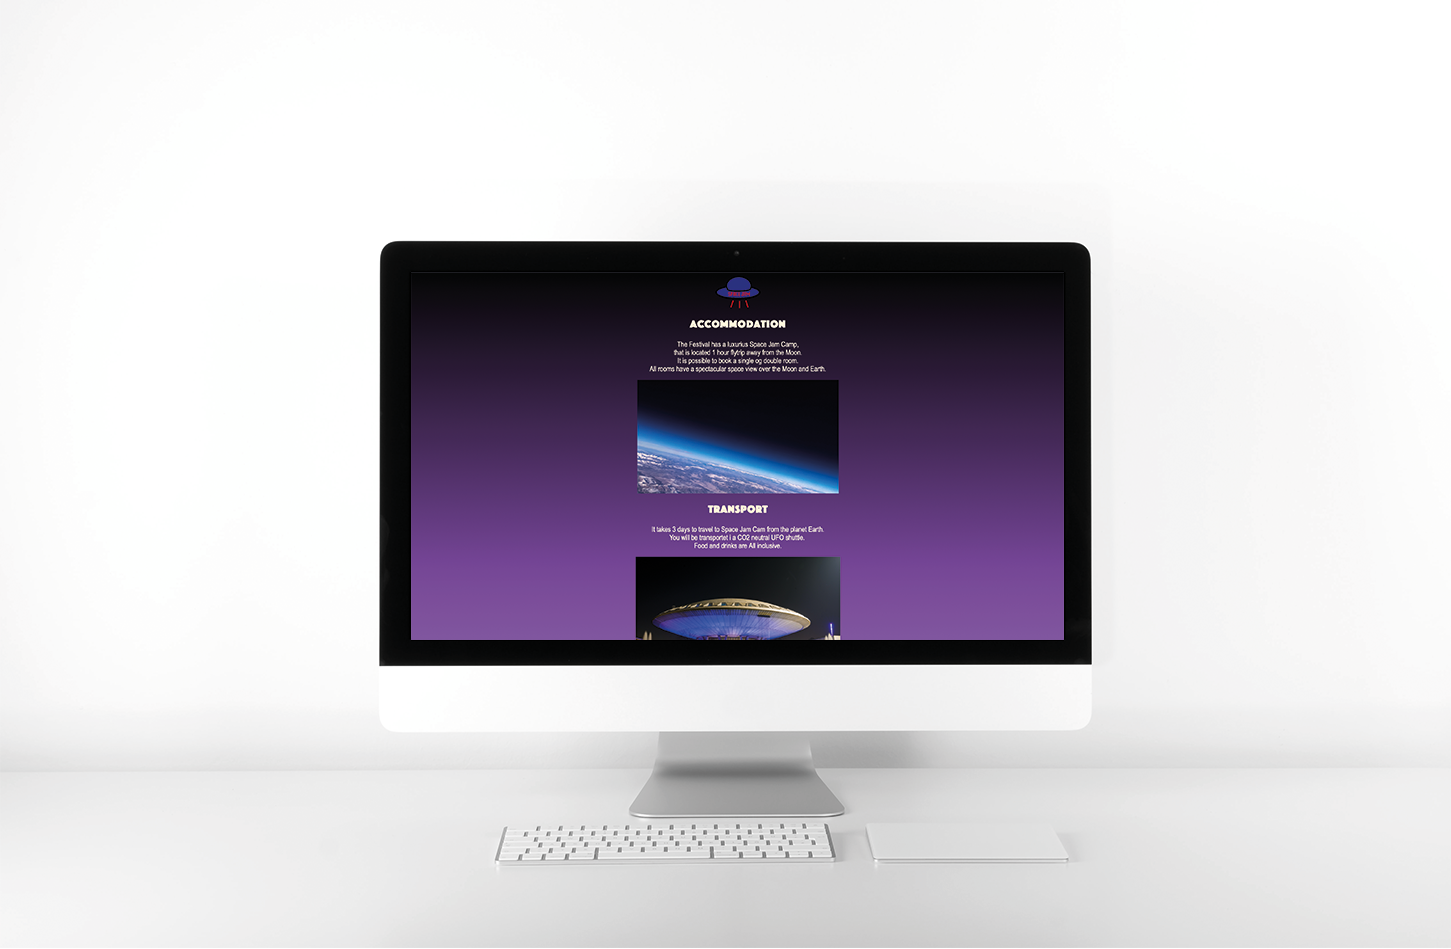 ACCOMMODATION
The Festival has a luxurius Space Jam Camp,
that is located 1 hour flytrip away from the Moon.
It is possible to book a single og double room.
All rooms have a spectacular space view over the Moon and Earth.
TRANSPORT
It takes 3 days to travel to Space Jam Cam from the planet Earth.
You will be transportet i a CO2 neutral UFO shuttle.
Food and drinks are All inclusive.